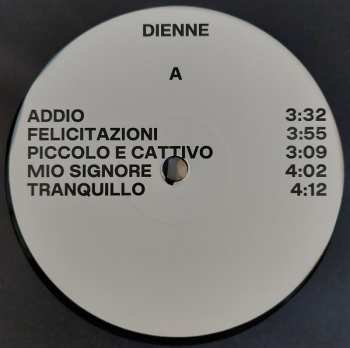 DIENNE
A
ADDIO 3:32
FELICITAZIONI 3:55
PICCOLO E CATTIVO 3:09
MIO SIGNORE 4:02
TRANQUILLO 4:12